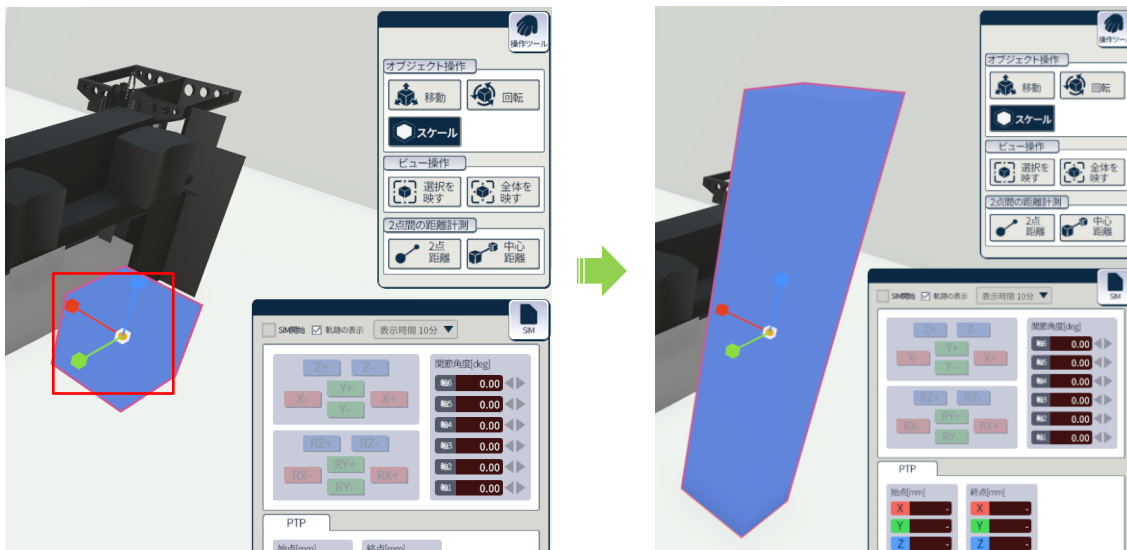 操作ツール
オブジェクト操作
移動
回転
スケール
ビュー操作
選択を
映す
全体を
映す
2点間の距離計測
2点
距離
中心
距離
SIM
SIM開始
軌跡の表示
表示時間 10分
Z+ Z-
Y+
X- X+
Y-
RZ+ RZ-
RY+
RX- RX+
RY-
関節角度[deg]
軸6 0.00
軸5 0.00
軸4 0.00
軸3 0.00
軸2 0.00
軸1 0.00
PTP
始点[mm] 終点[mm]
操作ツール
オブジェクト操作
移動
回転
スケール
ビュー操作
選択を
映す
全体を
映す
2点間の距離計測
2点
距離
中心
距離
SIM
SIM開始
軌跡の表示
表示時間 10分
Z+ Z-
Y+
X- X+
Y-
RZ+ RZ-
RY+
RX- RX+
RY-
関節角度[deg]
軸6 0.00
軸5 0.00
軸4 0.00
軸3 0.00
軸2 0.00
軸1 0.00
PTP
始点[mm] 終点[mm]
X - X -
Y - Y -
Z - Z -